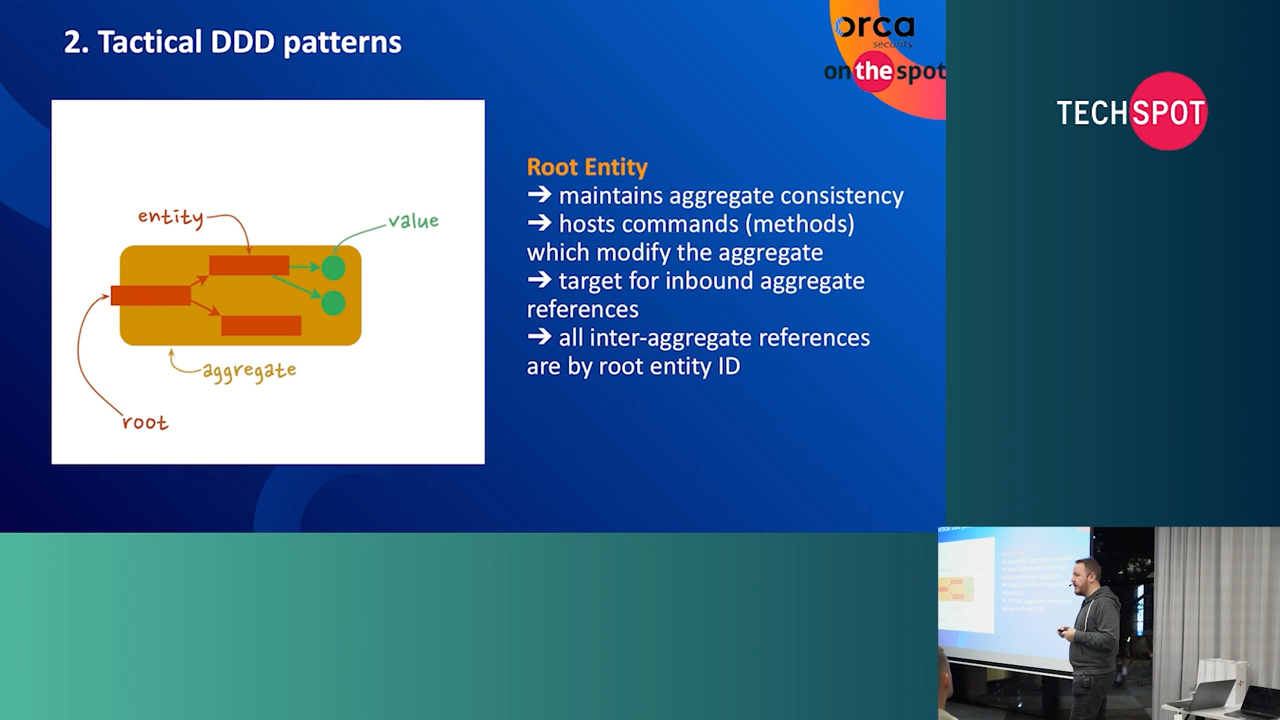 2. Tactical DDD patterns
orca
security
on the spot
TECHSPOT
entity
value
aggregate
root
Root Entity
➔ maintains aggregate consistency
➔ hosts commands (methods)
which modify the aggregate
➔ target for inbound aggregate
references
➔ all inter-aggregate references
are by root entity ID